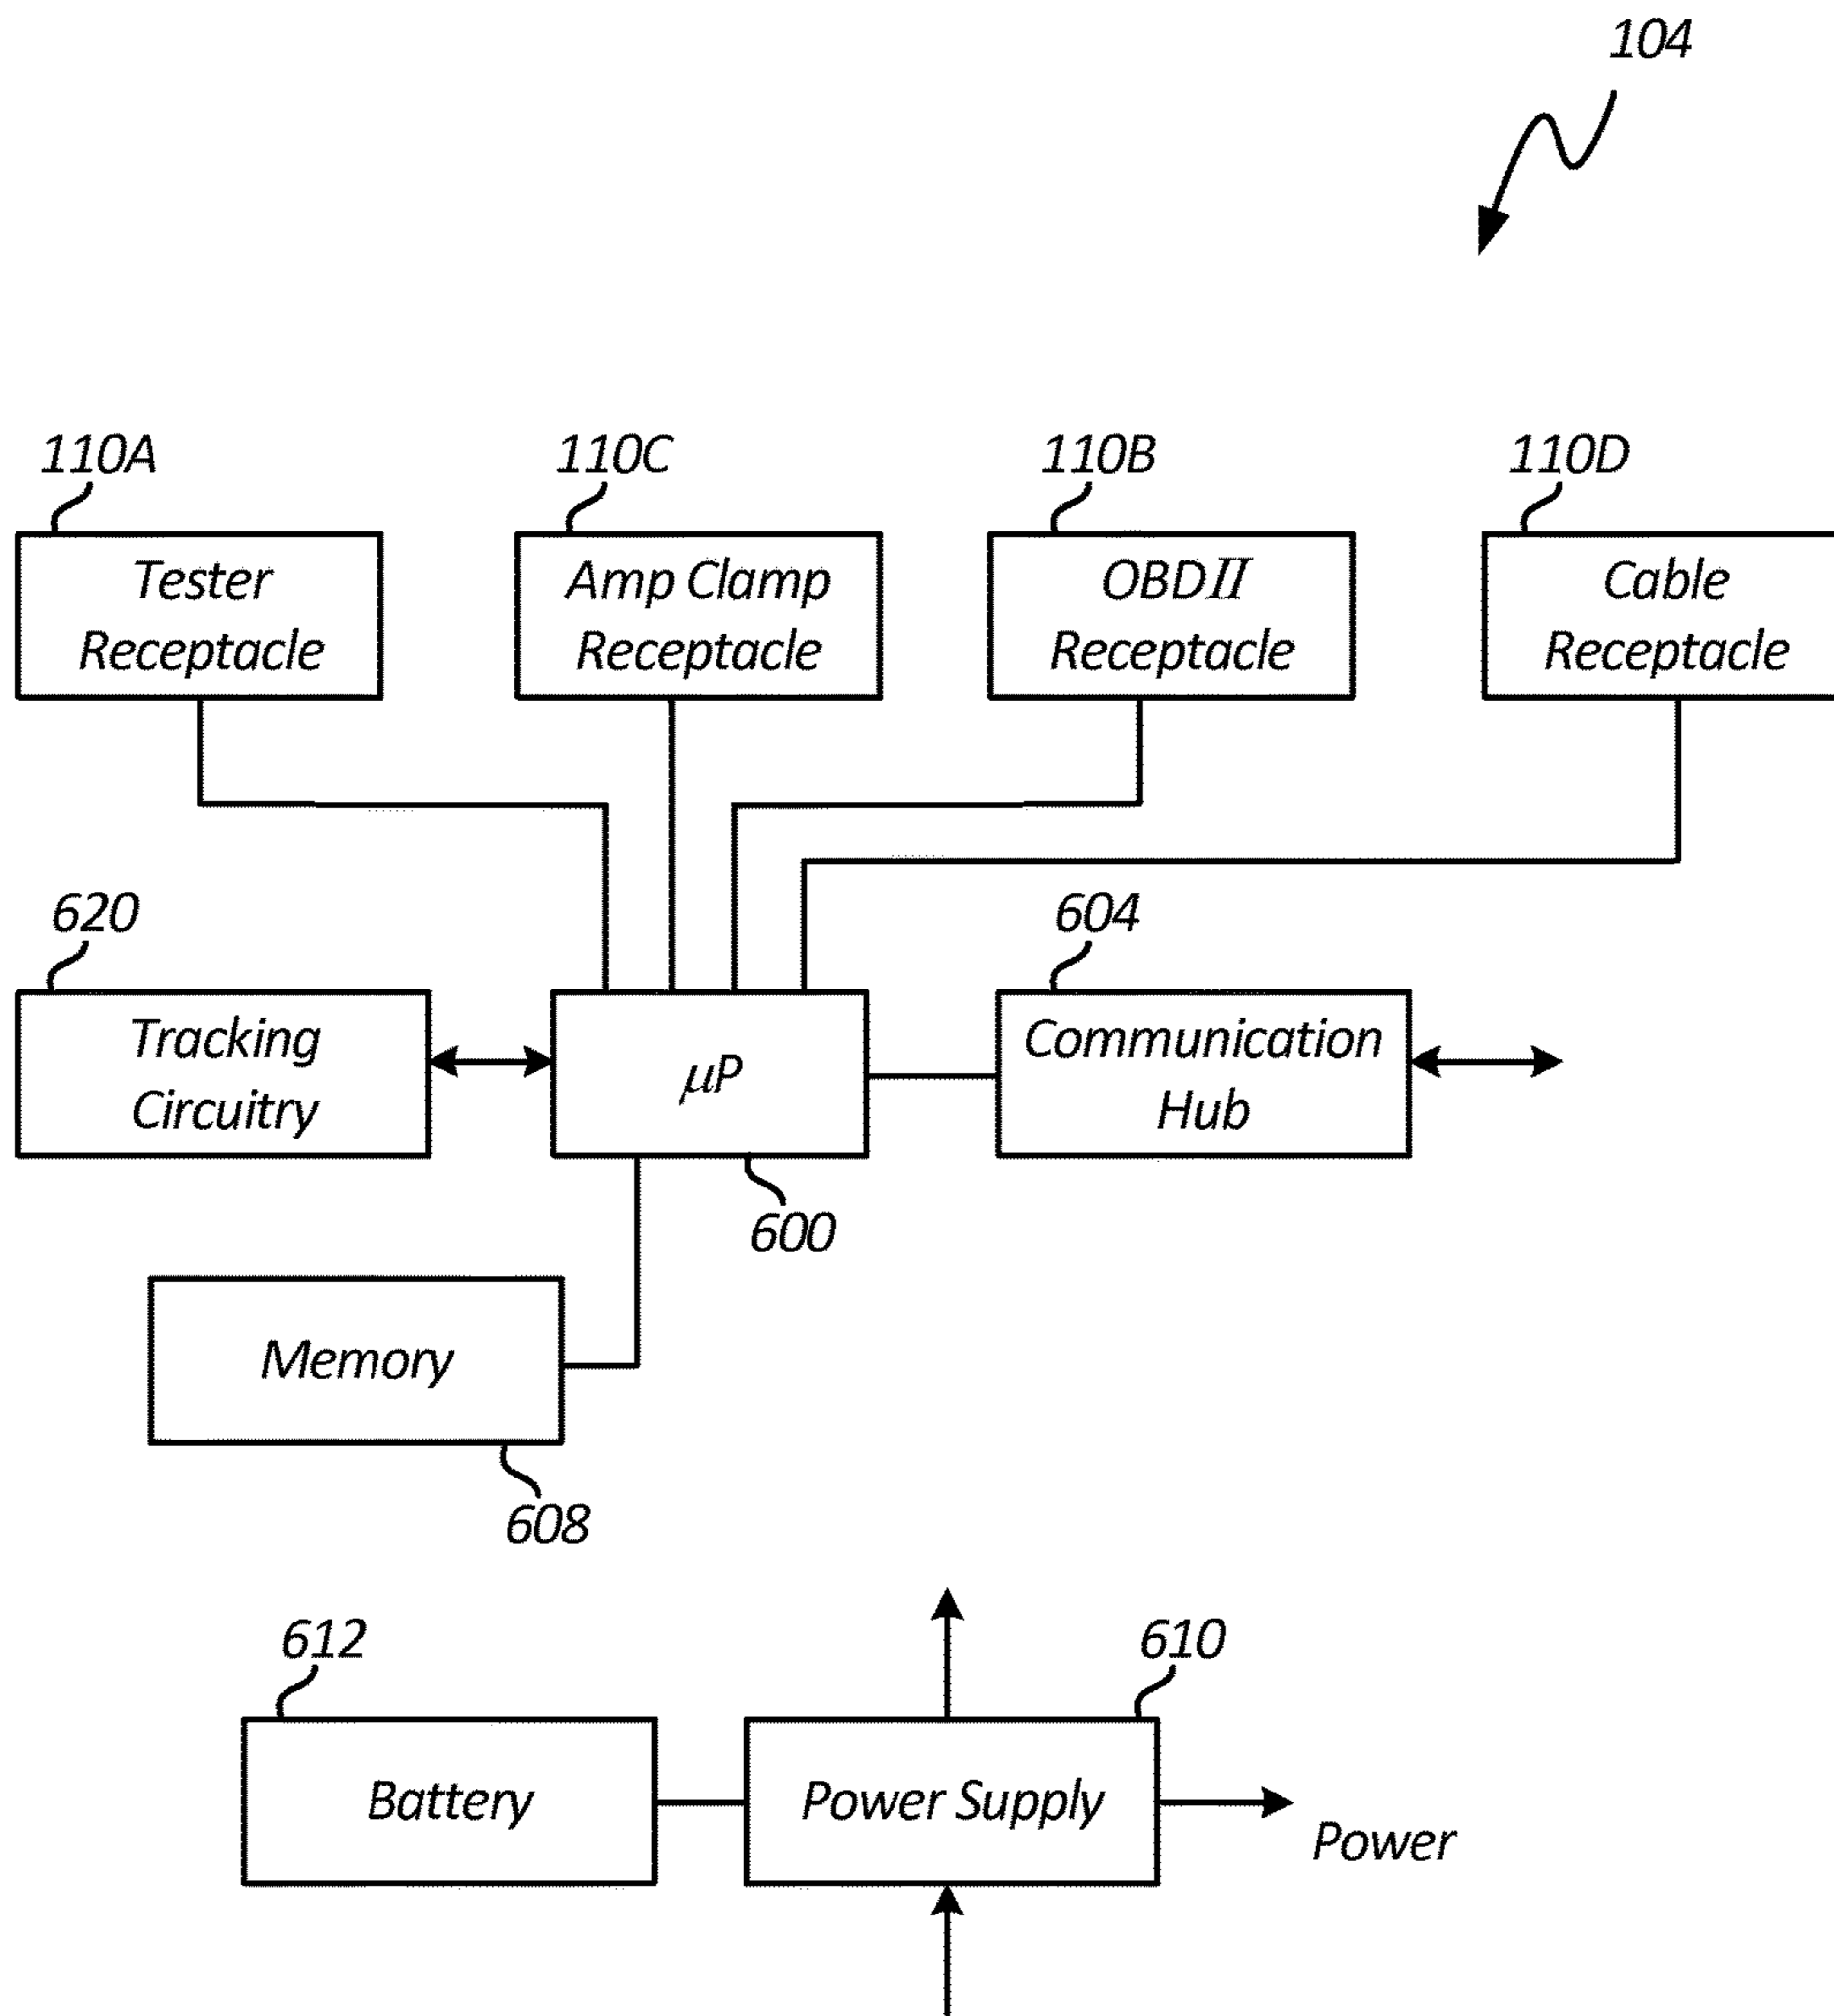 104
110A
110C
110B
110D
Tester
Receptacle
Amp Clamp
Receptacle
OBDII
Receptacle
Cable
Receptacle
620
604
Tracking
Circuitry
μP
Communication
Hub
600
Memory
608
612
610
Battery
Power Supply
Power